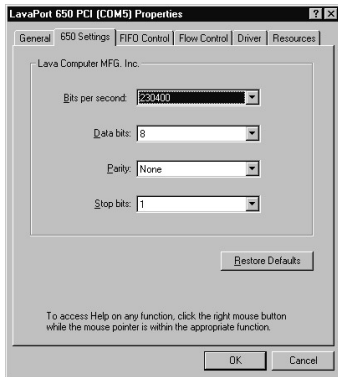 LavaPort 650 PCI (COM5) Properties
General 650 Settings FIFO Control Flow Control Driver Resources
Lava Computer MFG. Inc.
Bits per second: 230400
Data bits: 8
Parity: None
Stop bits: 1
Restore Defaults
To access Help on any function, click the right mouse button
while the mouse pointer is within the appropriate function.
OK Cancel